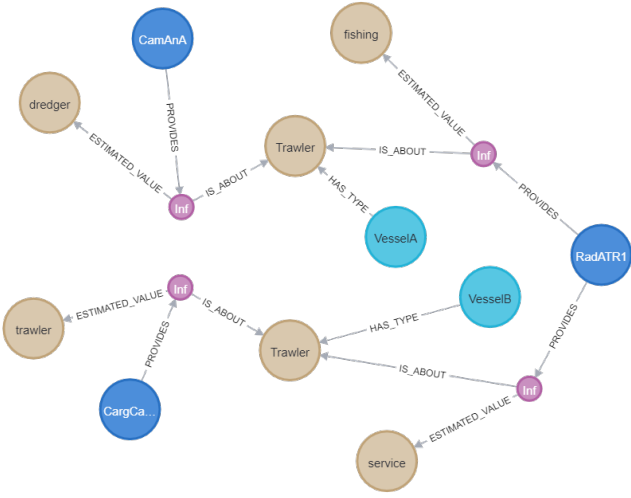 CamAnA
fishing
dredger
PROVIDES
ESTIMATED_VALUE
ESTIMATED_VALUE
Trawler
IS_ABOUT
Inf
Inf
IS_ABOUT
HAS_TYPE
PROVIDES
VesselA
RadATR1
Inf
VesselB
ESTIMATED_VALUE
IS_ABOUT
trawler
HAS_TYPE
PROVIDES
PROVIDES
Trawler
IS_ABOUT
Inf
CargCa...
ESTIMATED_VALUE
service